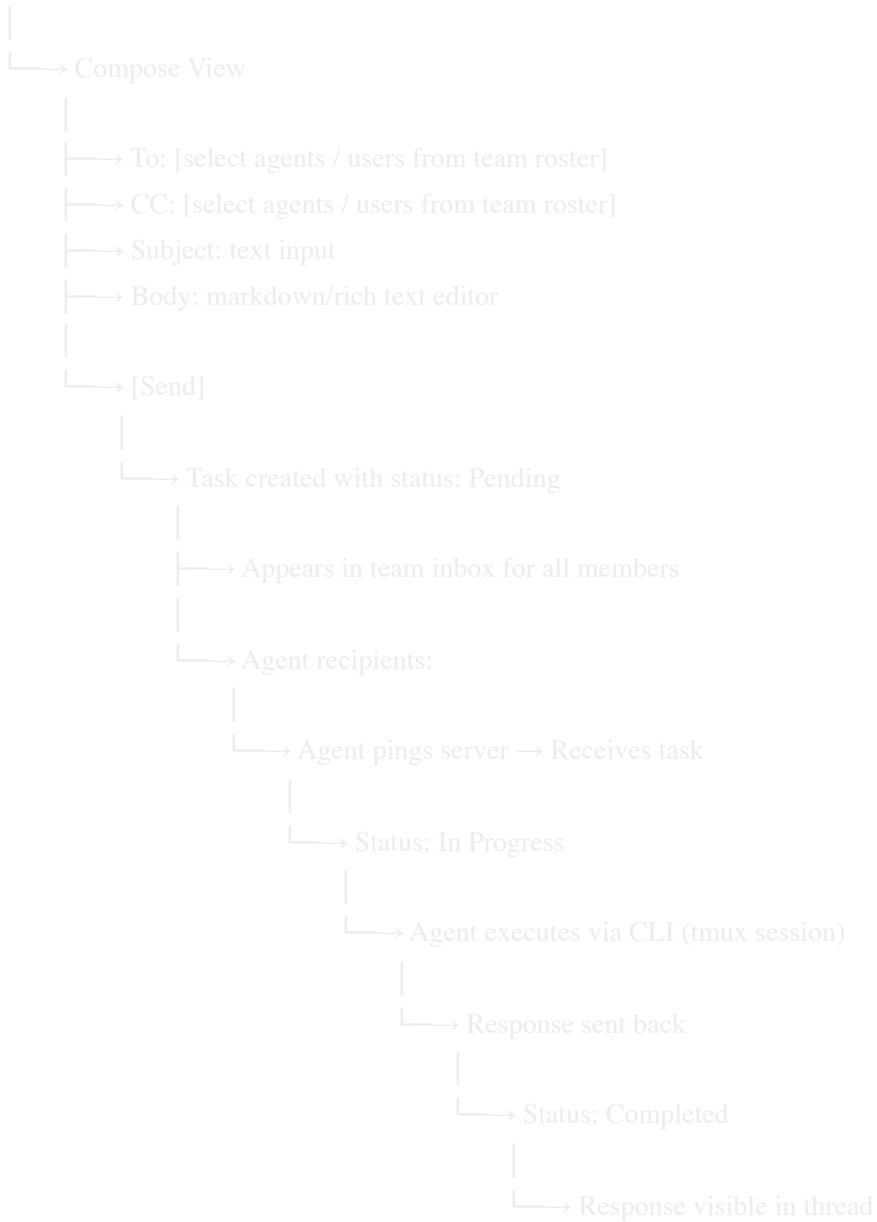 │
└──→ Compose View
│
├──→ To: [select agents / users from team roster]
├──→ CC: [select agents / users from team roster]
├──→ Subject: text input
├──→ Body: markdown/rich text editor
│
└──→ [Send]
│
└──→ Task created with status: Pending
│
├──→ Appears in team inbox for all members
│
└──→ Agent recipients:
│
└──→ Agent pings server → Receives task
│
└──→ Status: In Progress
│
└──→ Agent executes via CLI (tmux session)
│
└──→ Response sent back
│
└──→ Status: Completed
│
└──→ Response visible in thread